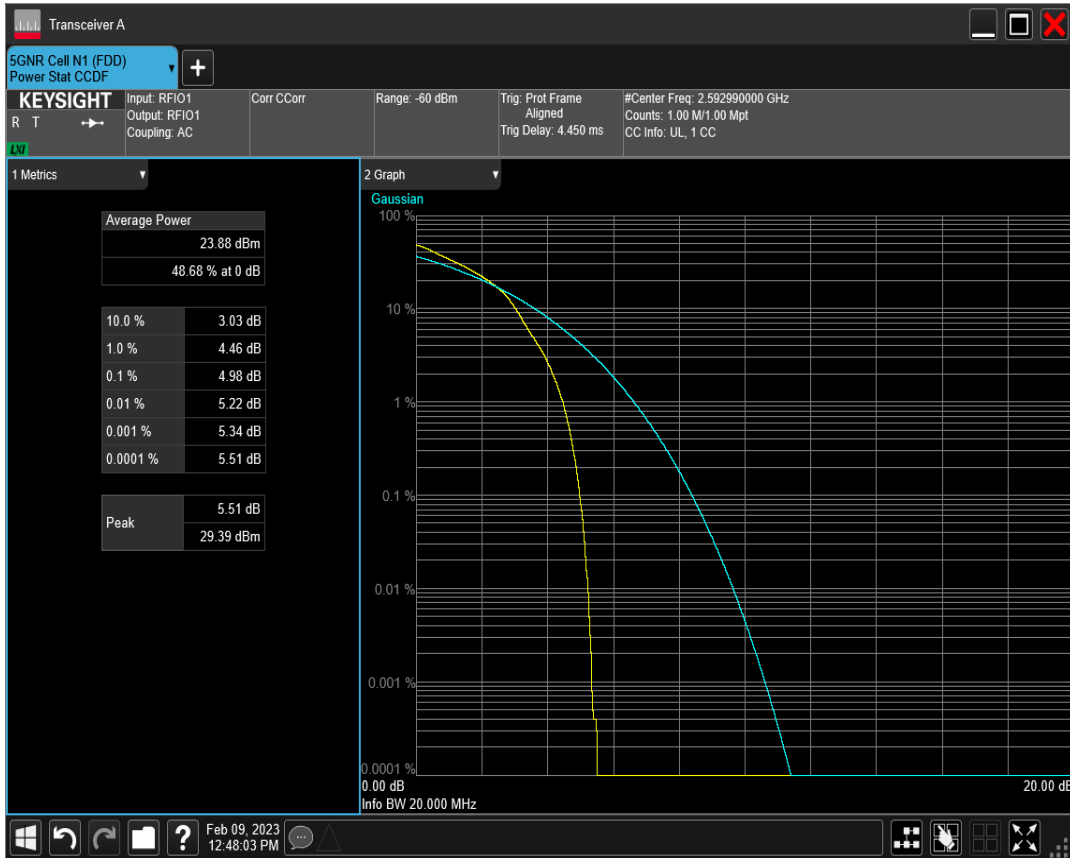 Transceiver A
5GNR Cell N1 (FDD)
Power Stat CCDF
+
KEYSIGHT
R T
LXI
Input: RFIO1
Output: RFIO1
Coupling: AC
Corr CCorr
Range: -60 dBm
Trig: Prot Frame
Aligned
Trig Delay: 4.450 ms
#Center Freq: 2.592990000 GHz
Counts: 1.00 M/1.00 Mpt
CC Info: UL, 1 CC
1 Metrics
Average Power
23.88 dBm
48.68 % at 0 dB
10.0 % 3.03 dB
1.0 % 4.46 dB
0.1 % 4.98 dB
0.01 % 5.22 dB
0.001 % 5.34 dB
0.0001 % 5.51 dB
Peak
5.51 dB
29.39 dBm
2 Graph
Gaussian
100 %
10 %
1 %
0.1 %
0.01 %
0.001 %
0.0001 %
0.00 dB
20.00 dB
Info BW 20.000 MHz
?
Feb 09, 2023
12:48:03 PM